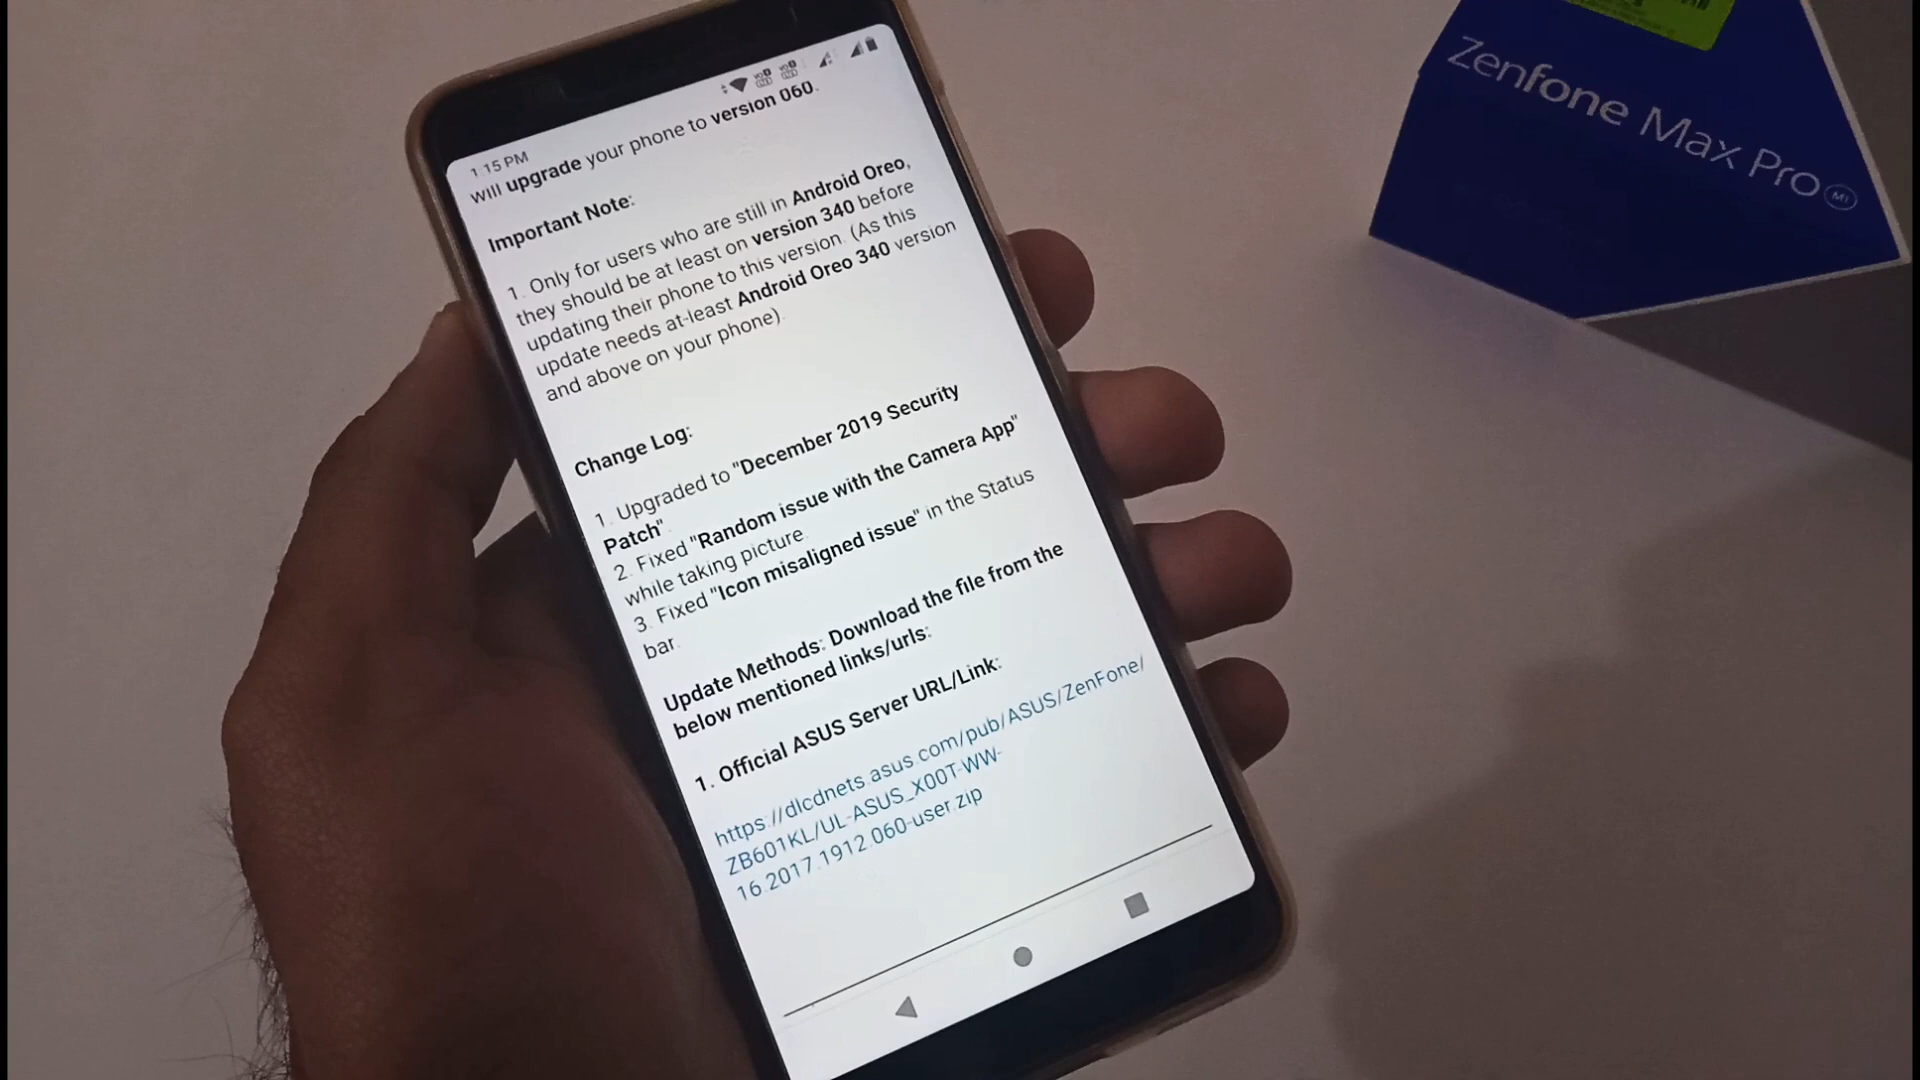 1:15 PM
will upgrade your phone to version 060.
Important Note:
1. Only for users who are still in Android Oreo,
they should be at least on version 340 before
updating their phone to this version. (As this
update needs at-least Android Oreo 340 version
and above on your phone).
Change Log:
1. Upgraded to "December 2019 Security
Patch".
2. Fixed "Random issue with the Camera App"
while taking picture.
3. Fixed "Icon misaligned issue" in the Status
bar.
Update Methods: Download the file from the
below mentioned links/urls:
1. Official ASUS Server URL/Link:
https://dlcdnets.asus.com/pub/ASUS/ZenFone/
ZB601KL/UL-ASUS_X00T-WW-
16.2017.1912.060-user.zip
Zenfone Max Pro M1